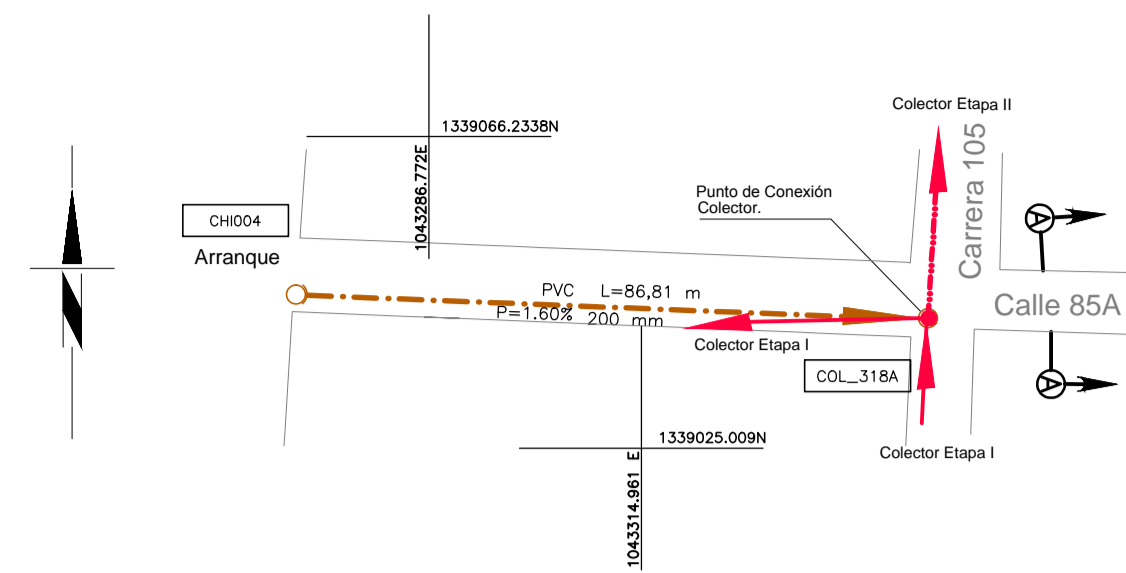 Colector Etapa II
1339066.2338N
1043286.772E
Carrera 105
Punto de Conexión
Colector.
CHI004
Arranque
A
PVC L=86,81 m
P=1.60% 200 mm
Calle 85A
Colector Etapa I
COL_318A
A
1339025.009N
Colector Etapa I
1043314.961 E